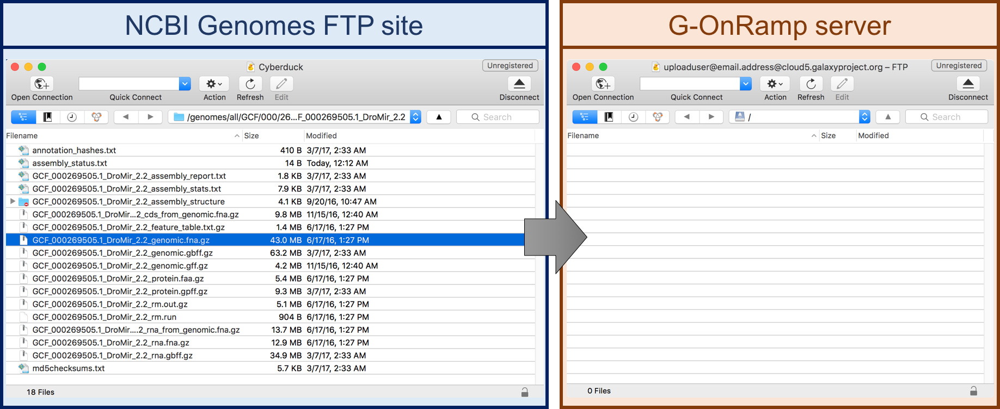 NCBI Genomes FTP site
Cyberduck
Unregistered
Open Connection
Quick Connect
Action
Refresh
Edit
Disconnect
/genomes/all/GCF/000/26...F_000269505.1_DroMir_2.2
Search
Filename Size Modified
annotation_hashes.txt 410 B 3/7/17, 2:33 AM
assembly_status.txt 14 B Today, 12:12 AM
GCF_000269505.1_DroMir_2.2_assembly_report.txt 1.8 KB 3/7/17, 2:33 AM
GCF_000269505.1_DroMir_2.2_assembly_stats.txt 7.9 KB 3/7/17, 2:33 AM
GCF_000269505.1_DroMir_2.2_assembly_structure 4.1 KB 9/20/16, 10:47 AM
GCF_000269505.1_DroMir...2_cds_from_genomic.fna.gz 9.8 MB 11/15/16, 12:40 AM
GCF_000269505.1_DroMir_2.2_feature_table.txt.gz 1.4 MB 6/17/16, 1:27 PM
GCF_000269505.1_DroMir_2.2_genomic.fna.gz 43.0 MB 6/17/16, 1:27 PM
GCF_000269505.1_DroMir_2.2_genomic.gbff.gz 63.2 MB 3/7/17, 2:33 AM
GCF_000269505.1_DroMir_2.2_genomic.gff.gz 4.2 MB 11/15/16, 12:40 AM
GCF_000269505.1_DroMir_2.2_protein.faa.gz 5.4 MB 6/17/16, 1:27 PM
GCF_000269505.1_DroMir_2.2_protein.gpff.gz 9.3 MB 3/7/17, 2:33 AM
GCF_000269505.1_DroMir_2.2_rm.out.gz 5.1 MB 6/17/16, 1:27 PM
GCF_000269505.1_DroMir_2.2_rm.run 904 B 6/17/16, 1:27 PM
GCF_000269505.1_DroMir....2_rna_from_genomic.fna.gz 13.7 MB 6/17/16, 1:27 PM
GCF_000269505.1_DroMir_2.2_rna.fna.gz 12.9 MB 6/17/16, 1:27 PM
GCF_000269505.1_DroMir_2.2_rna.gbff.gz 34.9 MB 3/7/17, 2:33 AM
md5checksums.txt 5.7 KB 3/7/17, 2:33 AM
18 Files
G-OnRamp server
uploaduser@email.address@cloud5.galaxyproject.org – FTP
Unregistered
Open Connection
Quick Connect
Action
Refresh
Edit
Disconnect
/
Search
Filename Size Modified
0 Files